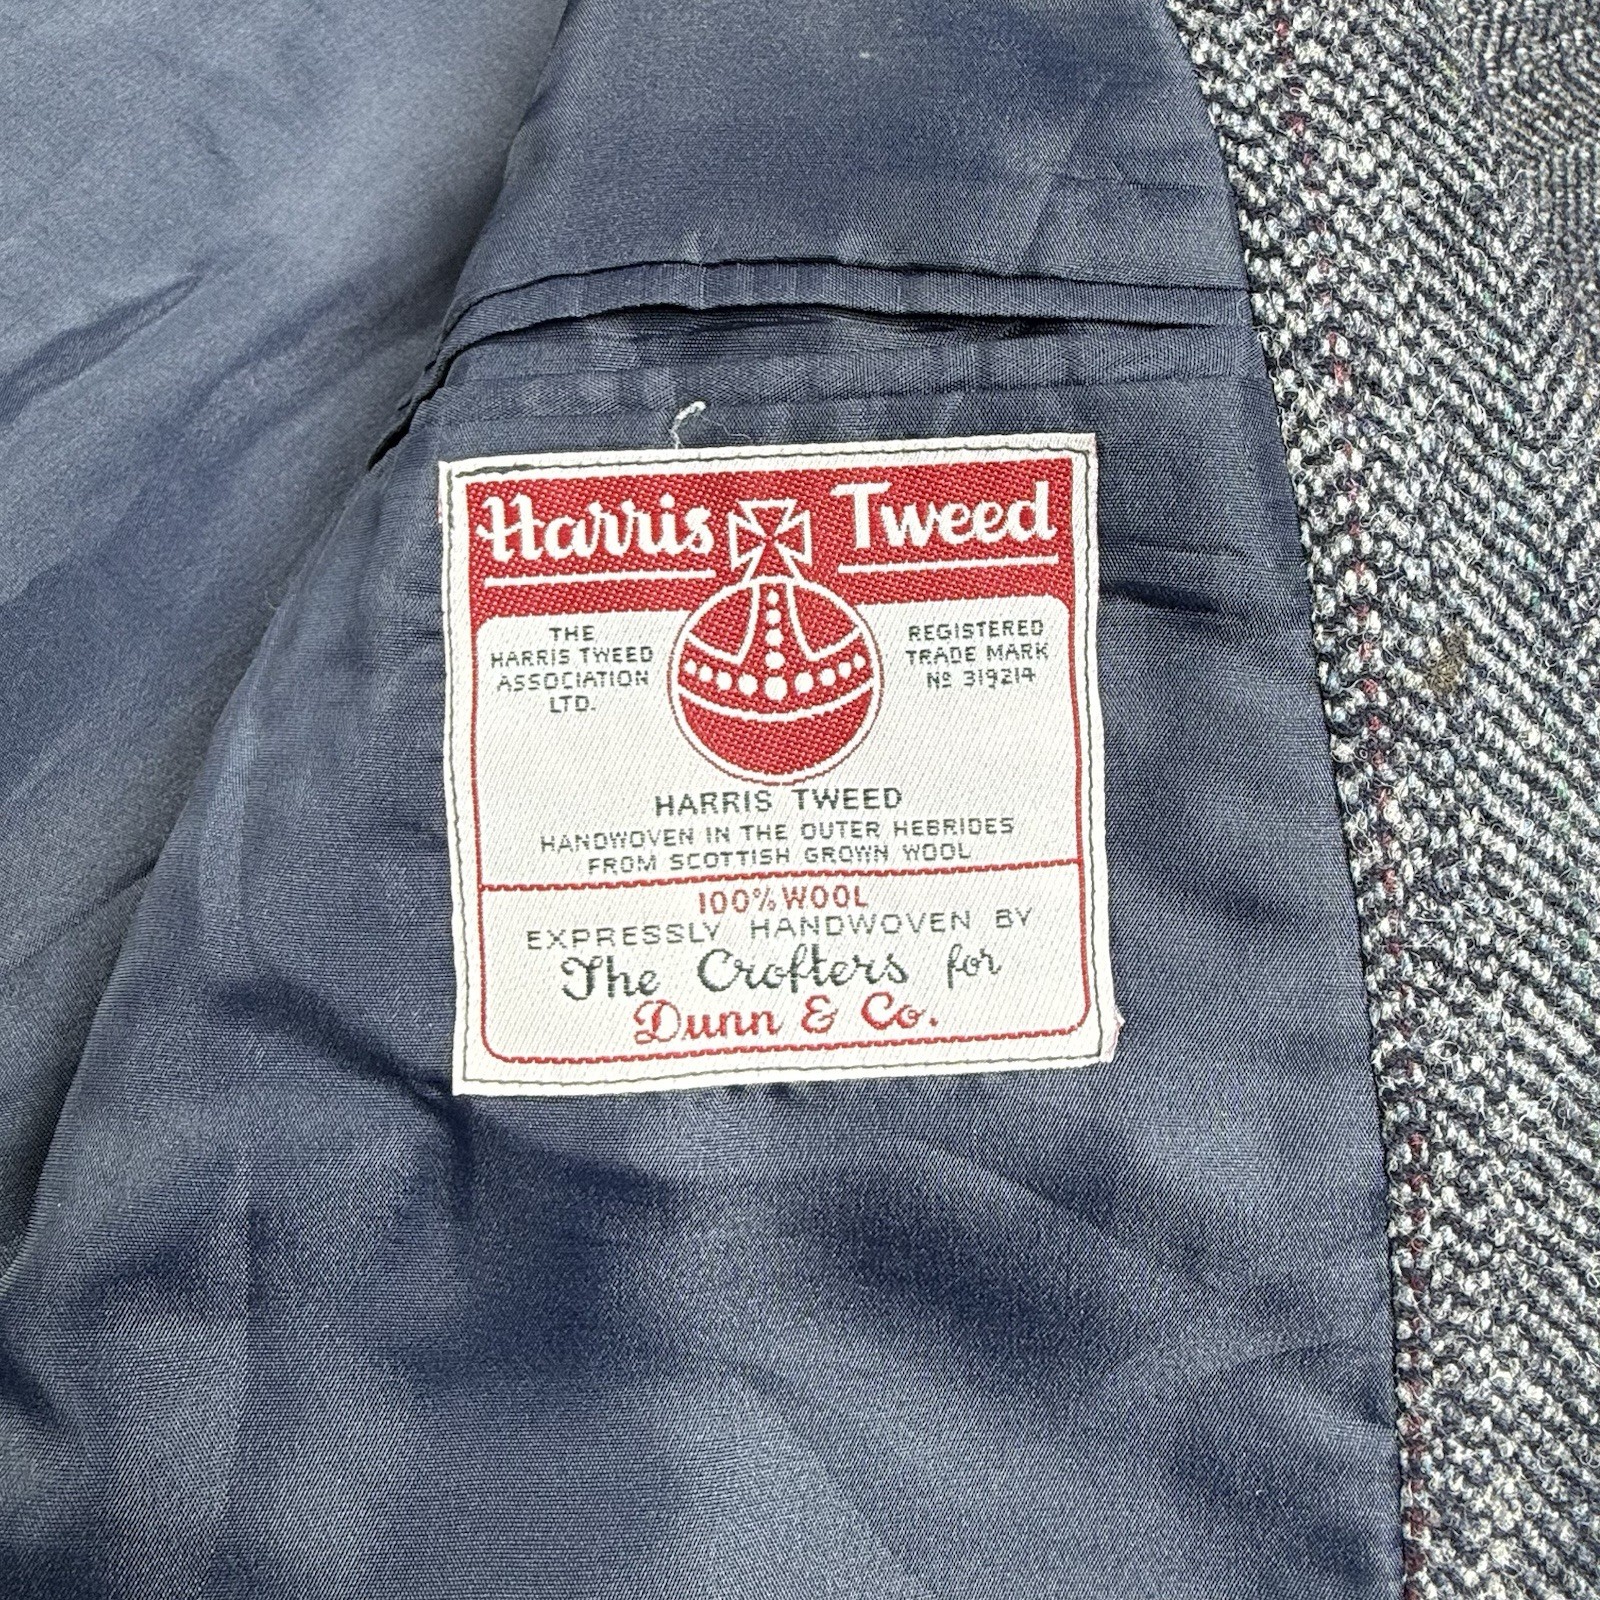 Harris Tweed
THE
HARRIS TWEED
ASSOCIATION
LTD.
REGISTERED
TRADE MARK
Nº 319214
HARRIS TWEED
HANDWOVEN IN THE OUTER HEBRIDES
FROM SCOTTISH GROWN WOOL
100% WOOL
EXPRESSLY HANDWOVEN BY
The Crofters for
Dunn & Co.